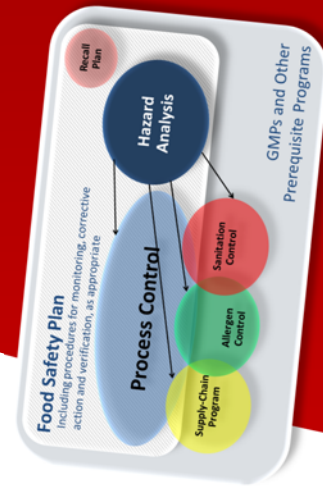 Food Safety Plan
Including procedures for monitoring, corrective
action and verification, as appropriate
Recall
Plan
Hazard
Analysis
Process Control
Supply-Chain
Program
Allergen
Control
Sanitation
Control
GMPs and Other
Prerequisite Programs